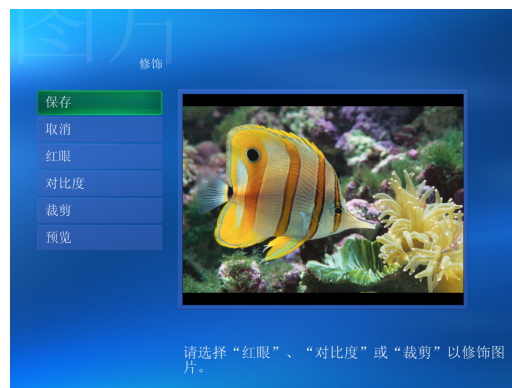 图片
修饰
保存
取消
红眼
对比度
裁剪
预览
请选择“红眼”、“对比度”或“裁剪”以修饰图
片。